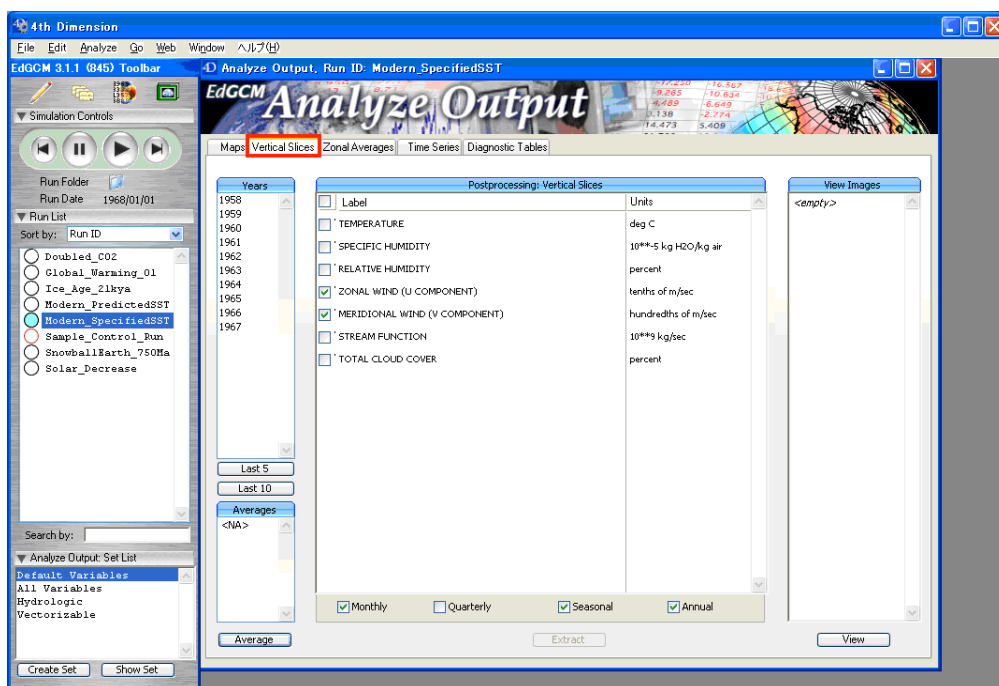 4th Dimension
File Edit Analyze Go Web Window ヘルプ(H)
EdGCM 3.1.1 (845) Toolbar
Simulation Controls
Run Folder
Run Date 1968/01/01
Run List
Sort by: Run ID
Doubled_CO2
Global_Warming_01
Ice_Age_21kya
Modern_PredictedSST
Modern_SpecifiedSST
Sample_Control_Run
SnowballEarth_750Ma
Solar_Decrease
Search by:
Analyze Output: Set List
Default Variables
All Variables
Hydrologic
Vectorizable
Create Set Show Set
Analyze Output, Run ID: Modern_SpecifiedSST
EdGCM Analyze Output
Maps Vertical Slices Zonal Averages Time Series Diagnostic Tables
Years
1958
1959
1960
1961
1962
1963
1964
1965
1966
1967
Last 5
Last 10
Averages
<NA>
Average
Postprocessing: Vertical Slices
Label Units
TEMPERATURE deg C
SPECIFIC HUMIDITY 10**-5 kg H2O/kg air
RELATIVE HUMIDITY percent
ZONAL WIND (U COMPONENT) tenths of m/sec
MERIDIONAL WIND (V COMPONENT) hundredths of m/sec
STREAM FUNCTION 10**9 kg/sec
TOTAL CLOUD COVER percent
Monthly Quarterly Seasonal Annual
Extract
View Images
<empty>
View